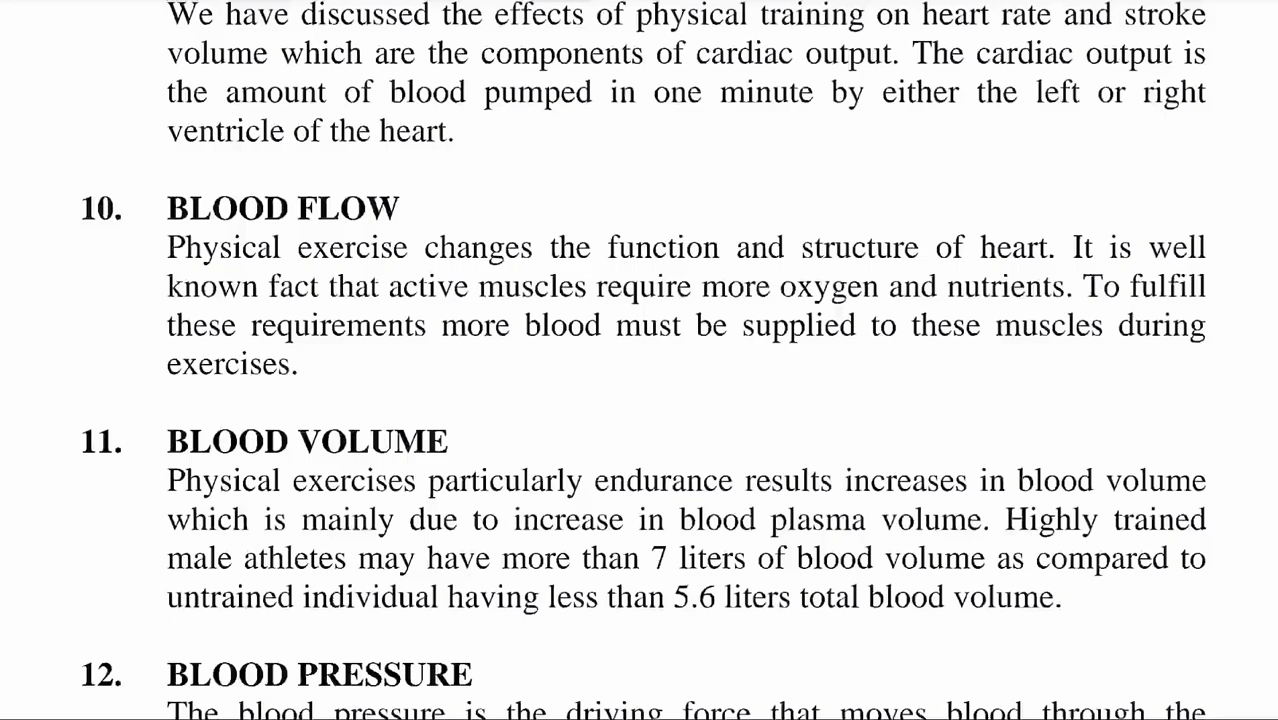 We have discussed the effects of physical training on heart rate and stroke
volume which are the components of cardiac output. The cardiac output is
the amount of blood pumped in one minute by either the left or right
ventricle of the heart.
10. BLOOD FLOW
Physical exercise changes the function and structure of heart. It is well
known fact that active muscles require more oxygen and nutrients. To fulfill
these requirements more blood must be supplied to these muscles during
exercises.
11. BLOOD VOLUME
Physical exercises particularly endurance results increases in blood volume
which is mainly due to increase in blood plasma volume. Highly trained
male athletes may have more than 7 liters of blood volume as compared to
untrained individual having less than 5.6 liters total blood volume.
12. BLOOD PRESSURE
The blood pressure is the driving force that moves blood through the